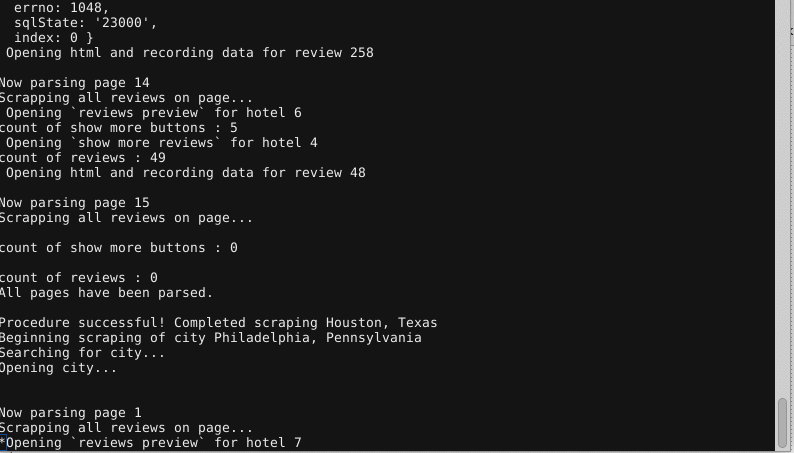 errno: 1048,
sqlState: '23000',
index: 0 }
Opening html and recording data for review 258
Now parsing page 14
Scrapping all reviews on page...
Opening `reviews preview` for hotel 6
count of show more buttons : 5
Opening `show more reviews` for hotel 4
count of reviews : 49
Opening html and recording data for review 48
Now parsing page 15
Scrapping all reviews on page...
count of show more buttons : 0
count of reviews : 0
All pages have been parsed.
Procedure successful! Completed scraping Houston, Texas
Beginning scraping of city Philadelphia, Pennsylvania
Searching for city...
Opening city...
Now parsing page 1
Scrapping all reviews on page...
*Opening `reviews preview` for hotel 7